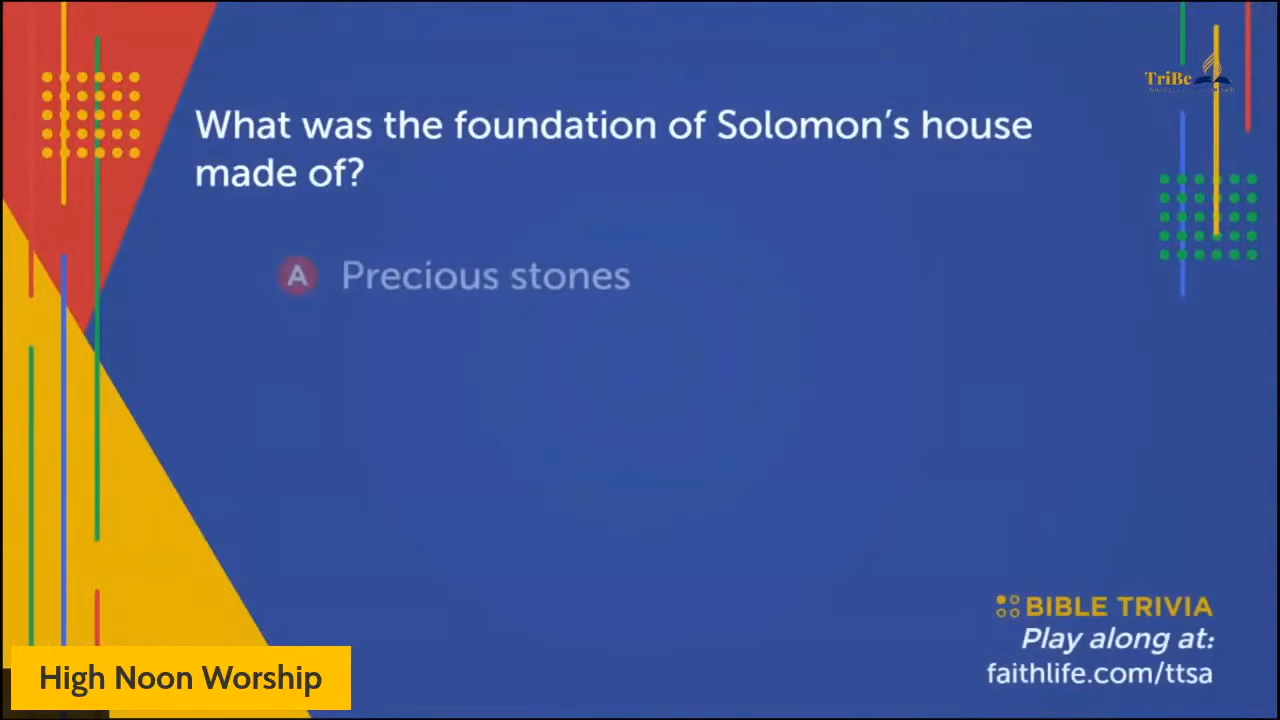 TriBe
What was the foundation of Solomon's house
made of?
A Precious stones
BIBLE TRIVIA
Play along at:
faithlife.com/ttsa
High Noon Worship